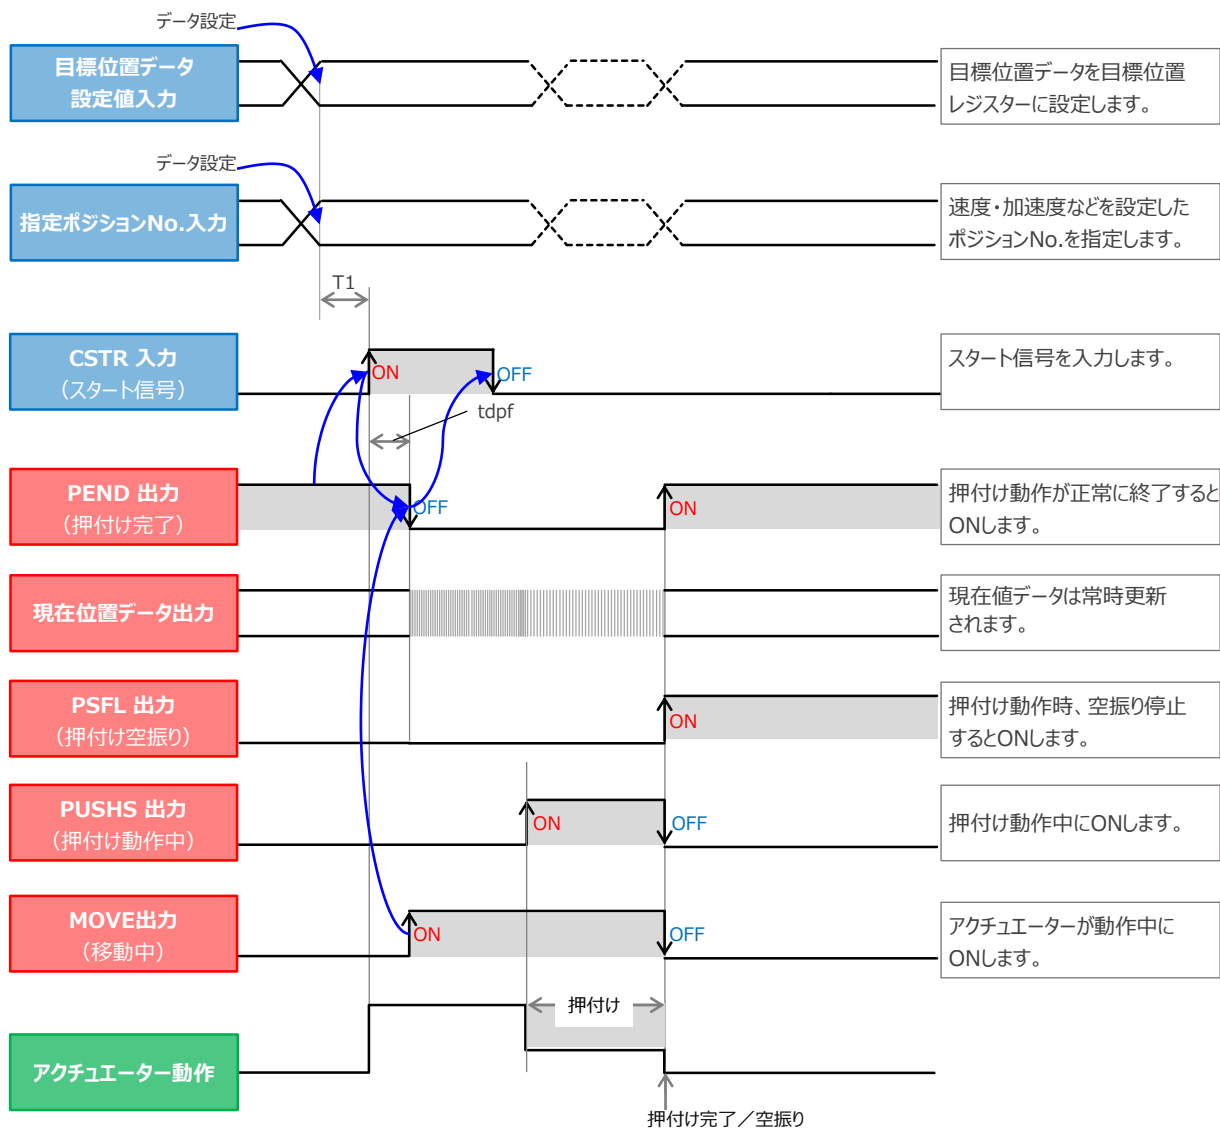 データ設定
目標位置データ
設定値入力
目標位置データを目標位置
レジスターに設定します。
データ設定
指定ポジションNo.入力
速度・加速度などを設定した
ポジションNo.を指定します。
T1
CSTR 入力
（スタート信号）
ON
OFF
スタート信号を入力します。
tdpf
PEND 出力
（押付け完了）
OFF
ON
押付け動作が正常に終了すると
ONします。
現在位置データ出力
現在値データは常時更新
されます。
PSFL 出力
（押付け空振り）
ON
押付け動作時、空振り停止
するとONします。
PUSHS 出力
（押付け動作中）
ON
OFF
押付け動作中にONします。
MOVE出力
（移動中）
ON
OFF
アクチュエーターが動作中に
ONします。
押付け
アクチュエーター動作
押付け完了／空振り